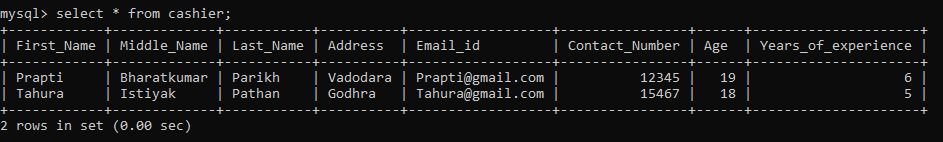 mysql> select * from cashier;
+------------+-------------+-----------+----------+------------------+----------------+------+---------------------+
| First_Name | Middle_Name | Last_Name | Address  | Email_id         | Contact_Number | Age  | Years_of_experience |
+------------+-------------+-----------+----------+------------------+----------------+------+---------------------+
| Prapti     | Bharatkumar | Parikh    | Vadodara | Prapti@gmail.com |          12345 |   19 |                   6 |
| Tahura     | Istiyak     | Pathan    | Godhra   | Tahura@gmail.com |          15467 |   18 |                   5 |
+------------+-------------+-----------+----------+------------------+----------------+------+---------------------+
2 rows in set (0.00 sec)